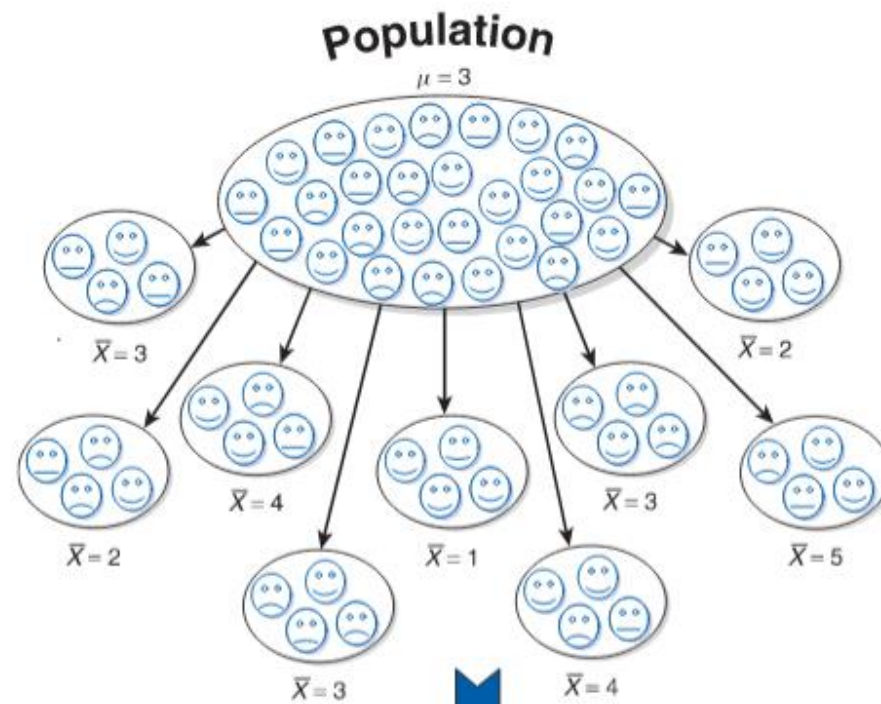 Population
μ = 3
X̅ = 3
X̅ = 2
X̅ = 4
X̅ = 3
X̅ = 2
X̅ = 1
X̅ = 3
X̅ = 5
X̅ = 4